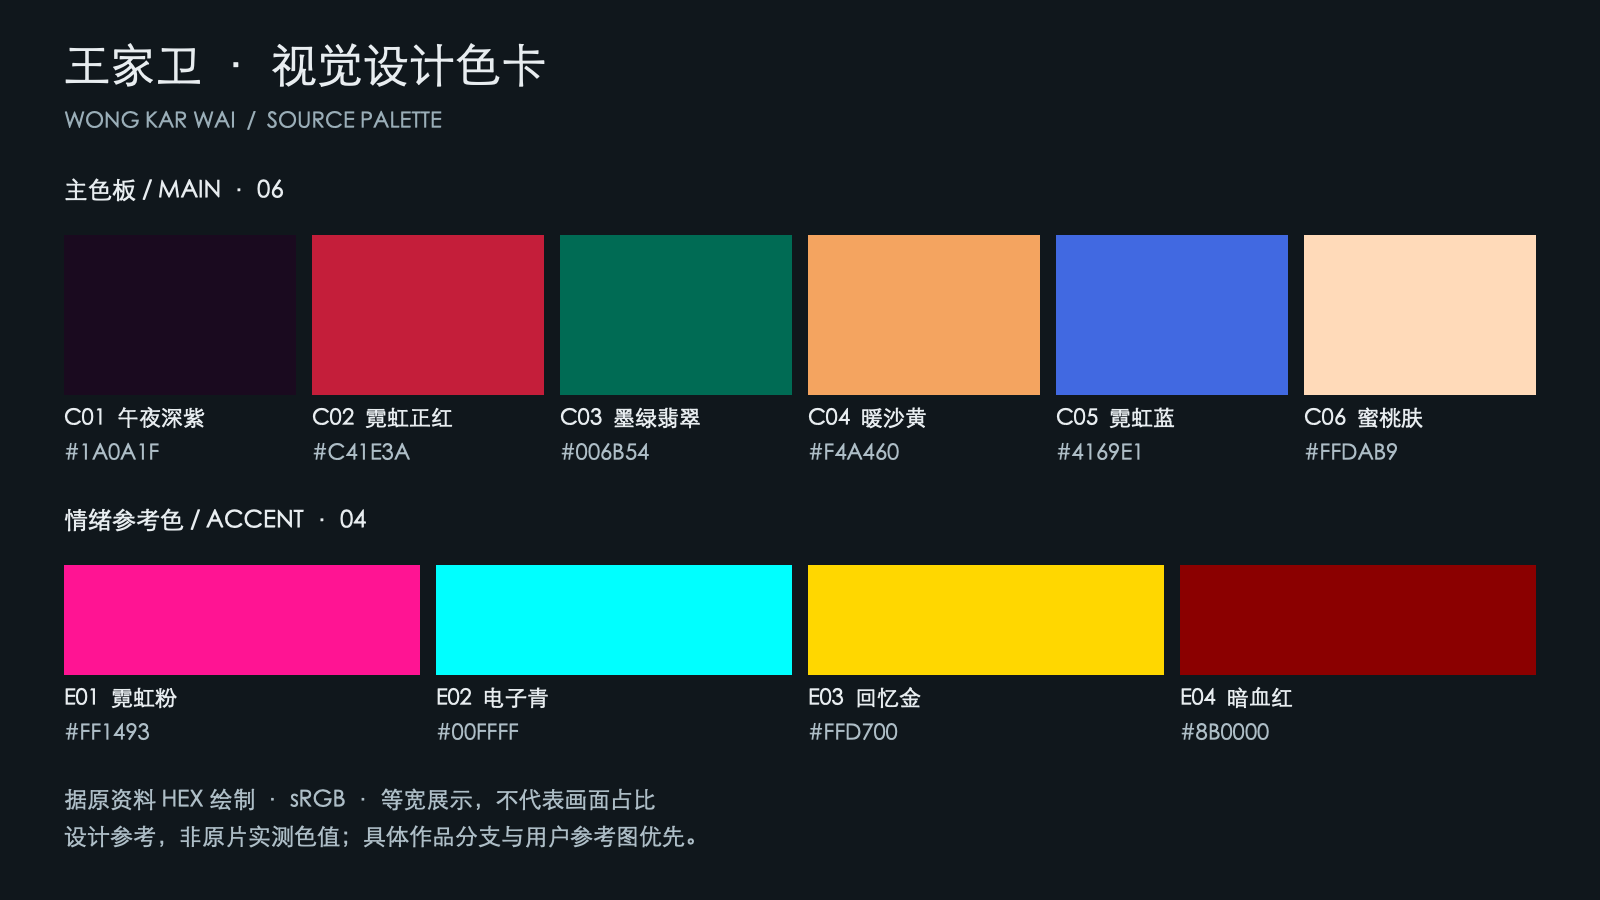 王家卫 · 视觉设计色卡
WONG KAR WAI / SOURCE PALETTE
主色板 / MAIN · 06
C01 午夜深紫
#1A0A1F
C02 霓虹正红
#C41E3A
C03 墨绿翡翠
#006B54
C04 暖沙黄
#F4A460
C05 霓虹蓝
#4169E1
C06 蜜桃肤
#FFDAB9
情绪参考色 / ACCENT · 04
E01 霓虹粉
#FF1493
E02 电子青
#00FFFF
E03 回忆金
#FFD700
E04 暗血红
#8B0000
据原资料 HEX 绘制 · sRGB · 等宽展示，不代表画面占比
设计参考，非原片实测色值；具体作品分支与用户参考图优先。